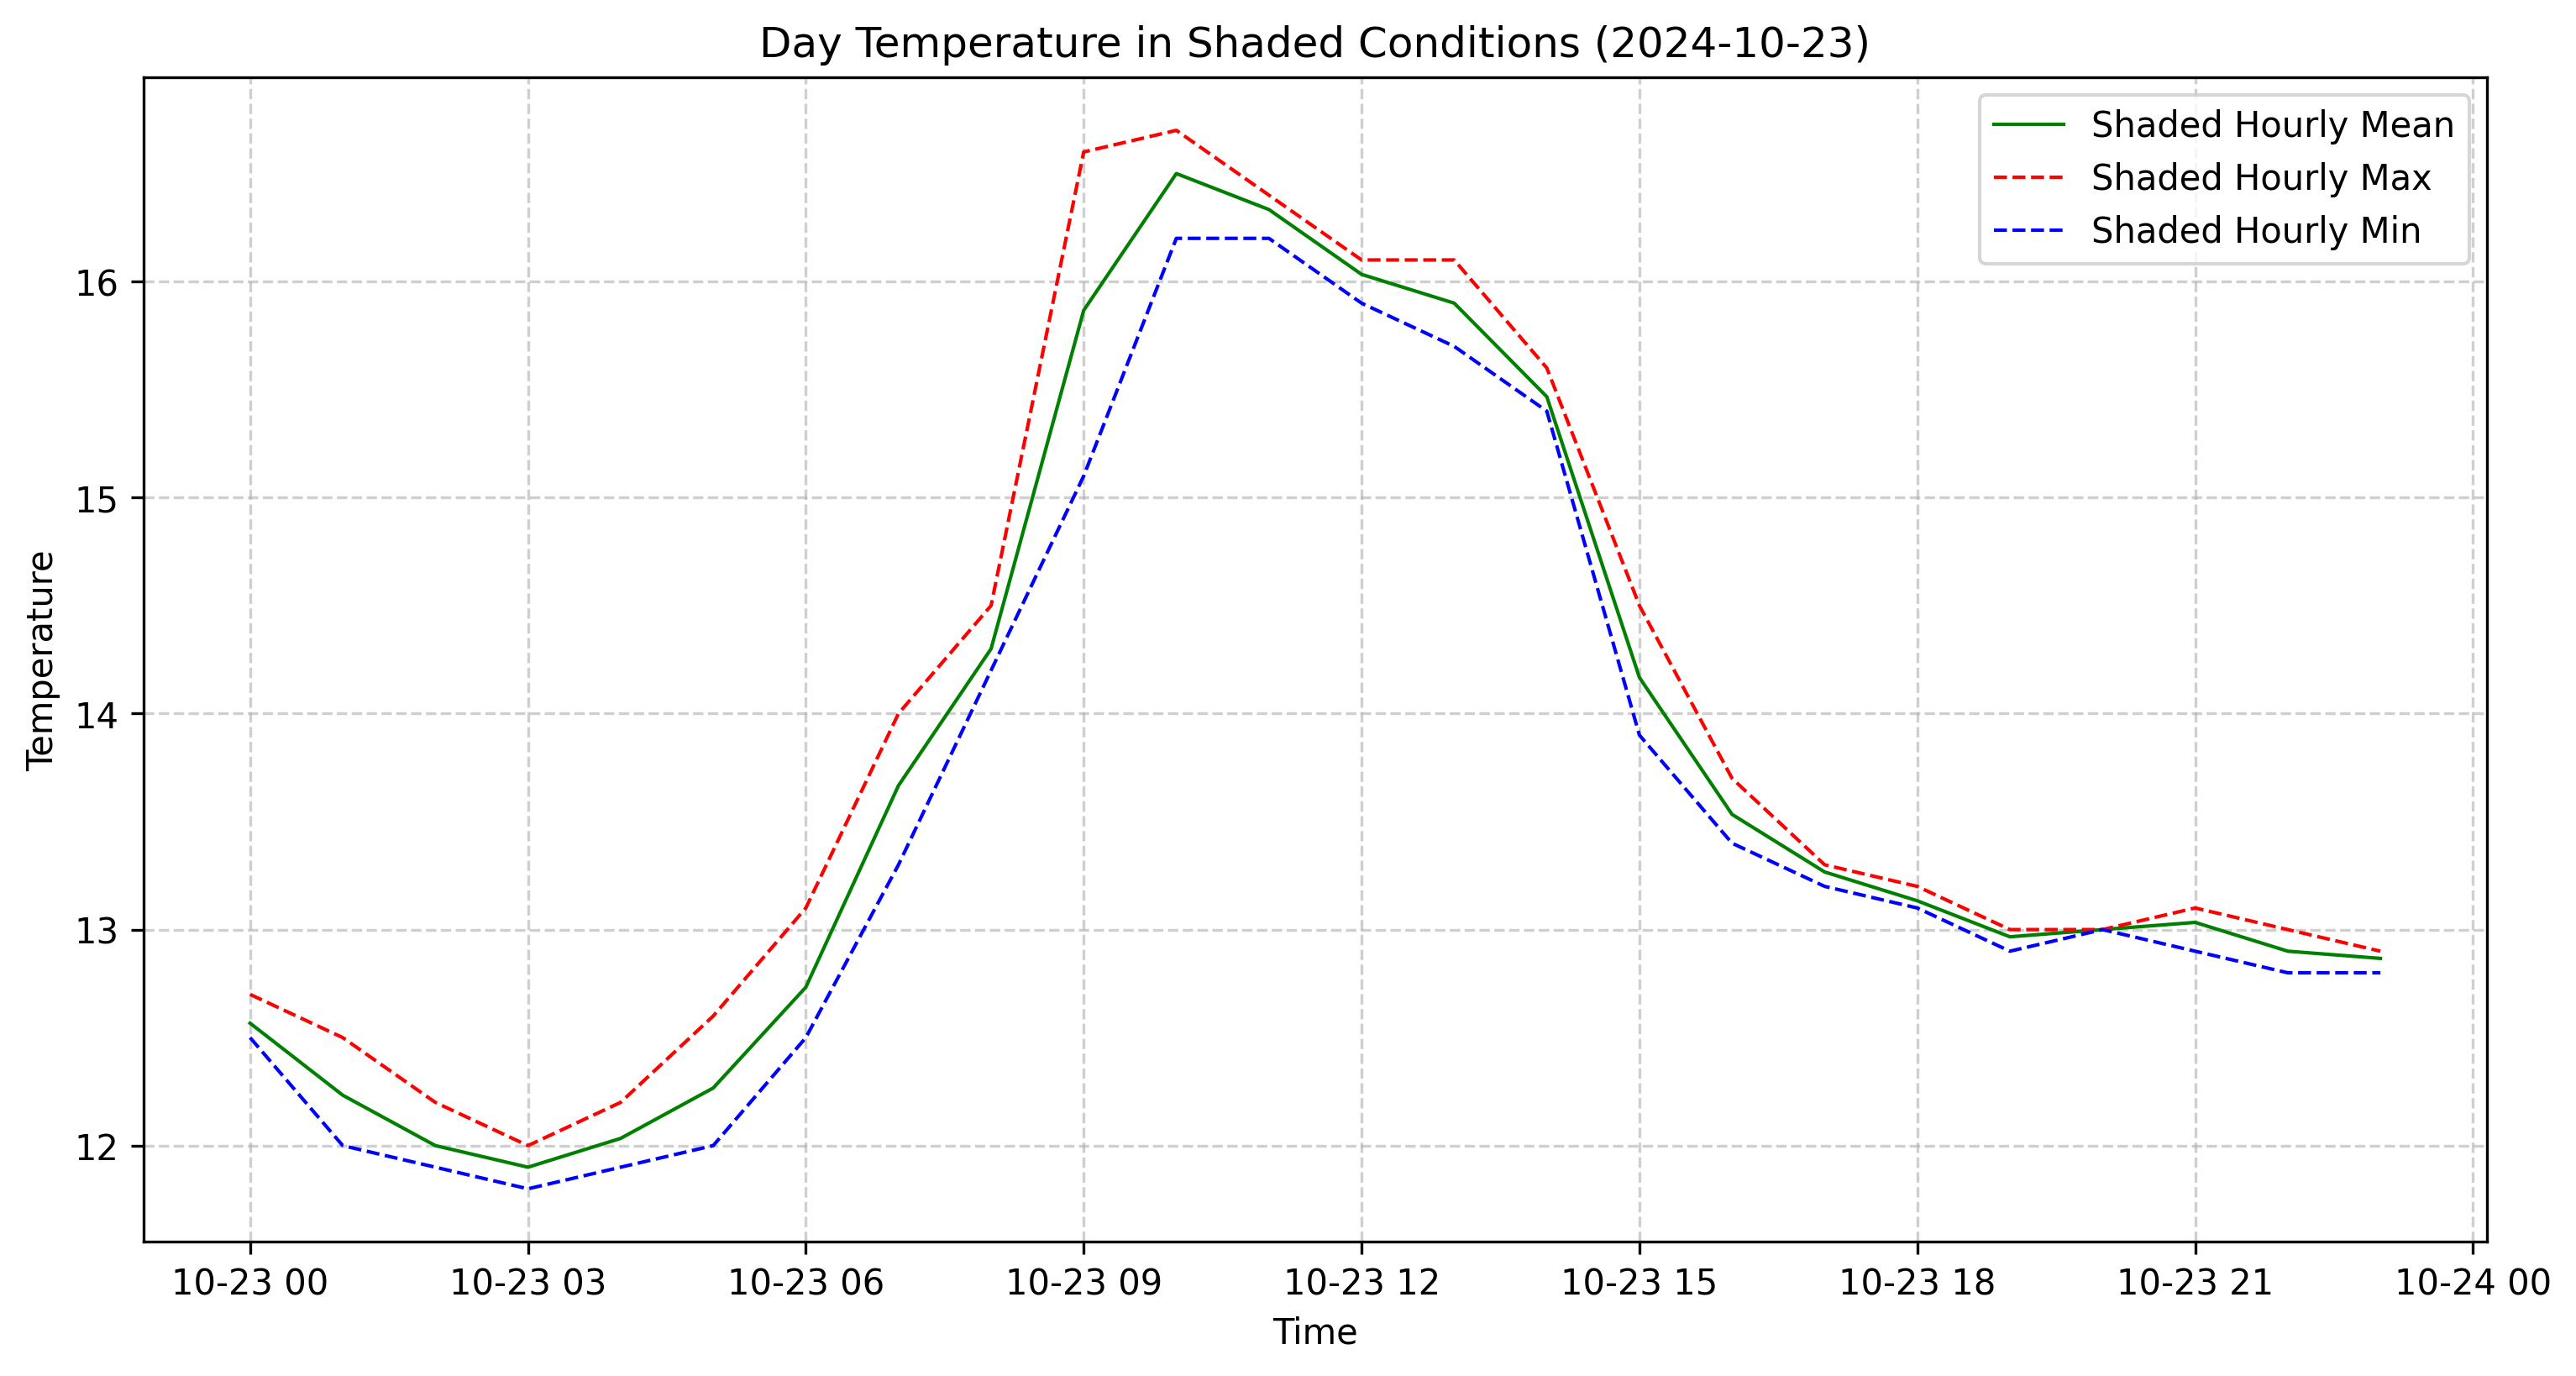 Day Temperature in Shaded Conditions (2024-10-23)
Shaded Hourly Mean
Shaded Hourly Max
Shaded Hourly Min
16
15
14
13
12
Temperature
10-23 00 10-23 03 10-23 06 10-23 09 10-23 12 10-23 15 10-23 18 10-23 21 10-24 00
Time